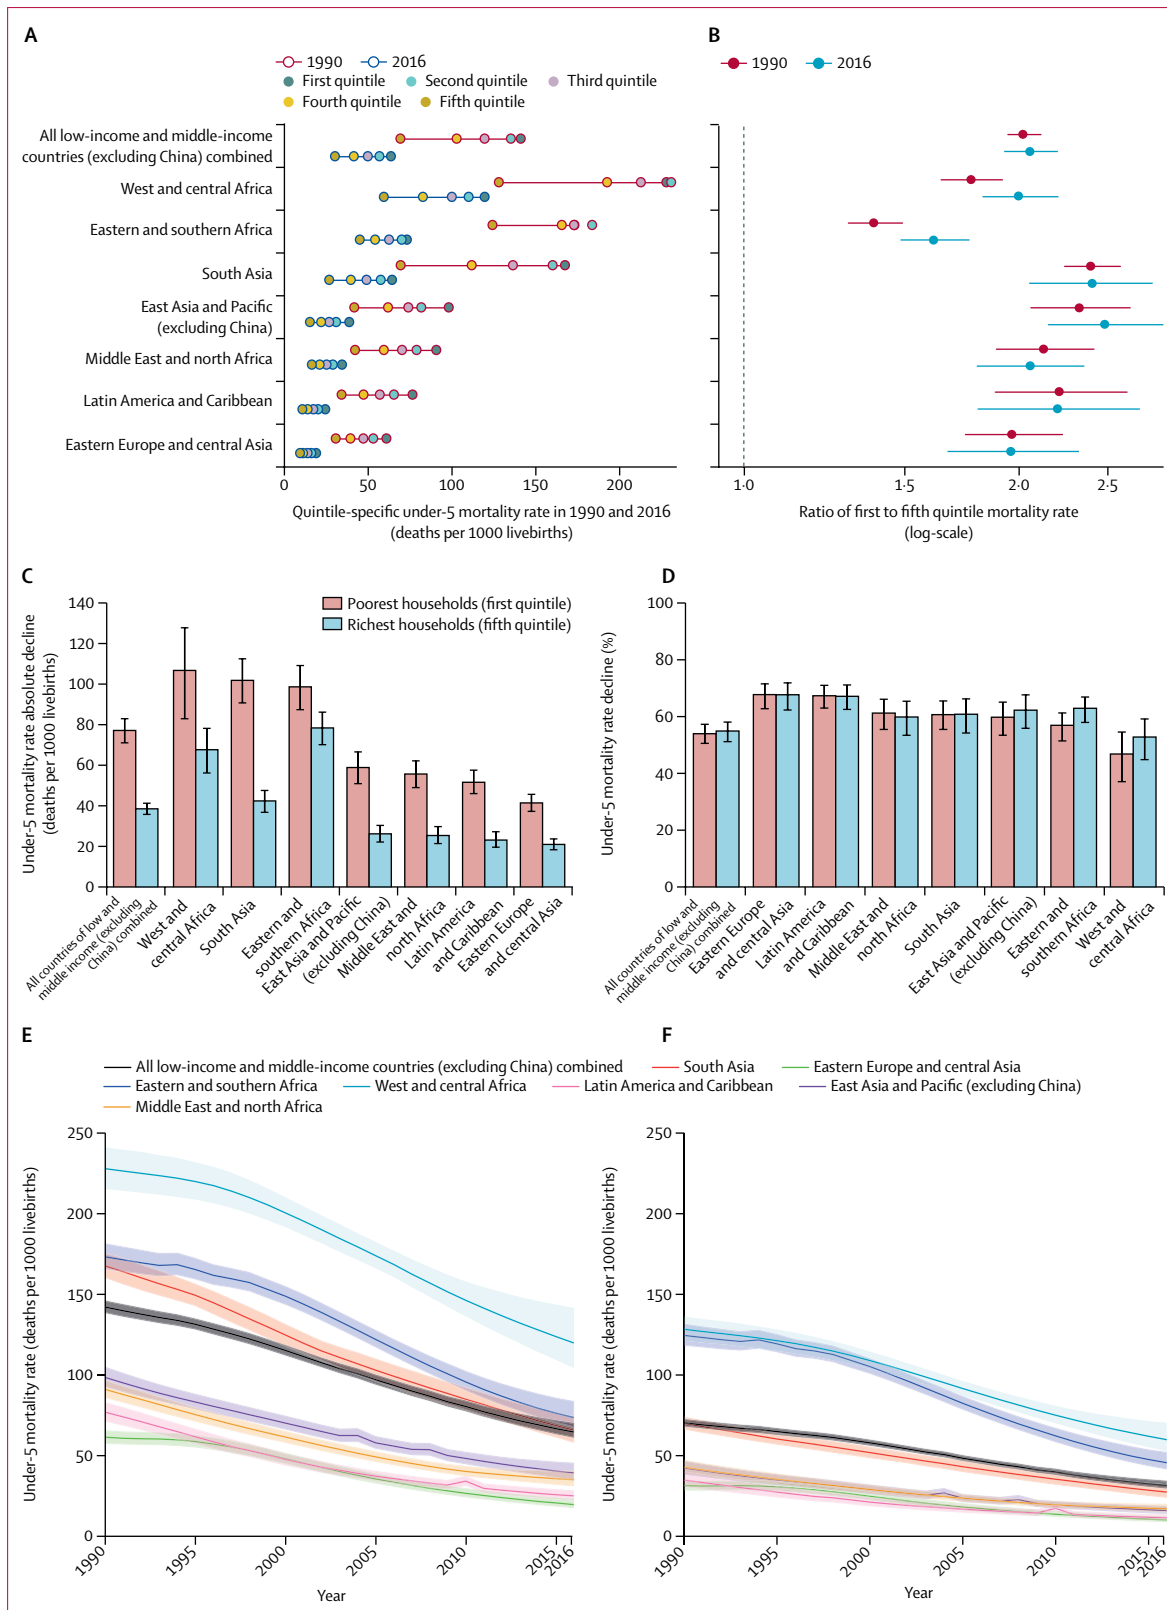 A
1990
2016
First quintile
Second quintile
Third quintile
Fourth quintile
Fifth quintile
All low-income and middle-income
countries (excluding China) combined
West and central Africa
Eastern and southern Africa
South Asia
East Asia and Pacific
(excluding China)
Middle East and north Africa
Latin America and Caribbean
Eastern Europe and central Asia
0
50
100
150
200
Quintile-specific under-5 mortality rate in 1990 and 2016
(deaths per 1000 livebirths)
B
1990
2016
1·0
1·5
2·0
2·5
Ratio of first to fifth quintile mortality rate
(log-scale)
C
Poorest households (first quintile)
Richest households (fifth quintile)
Under-5 mortality rate absolute decline
(deaths per 1000 livebirths)
140
120
100
80
60
40
20
0
All countries of low and
middle income (excluding
China) combined
West and
central Africa
South Asia
Eastern and
southern Africa
East Asia and Pacific
(excluding China)
Middle East and
north Africa
Latin America
and Caribbean
Eastern Europe
and central Asia
D
Under-5 mortality rate decline (%)
100
80
60
40
20
0
All countries of low and
middle income (excluding
China) combined
Eastern Europe
and central Asia
Latin America
and Caribbean
Middle East and
north Africa
South Asia
East Asia and Pacific
(excluding China)
Eastern and
southern Africa
West and
central Africa
E
F
All low-income and middle-income countries (excluding China) combined
South Asia
Eastern Europe and central Asia
Eastern and southern Africa
West and central Africa
Latin America and Caribbean
East Asia and Pacific (excluding China)
Middle East and north Africa
Under-5 mortality rate (deaths per 1000 livebirths)
250
200
150
100
50
0
1990
1995
2000
2005
2010
2015
2016
Year
Under-5 mortality rate (deaths per 1000 livebirths)
250
200
150
100
50
0
1990
1995
2000
2005
2010
2015
2016
Year